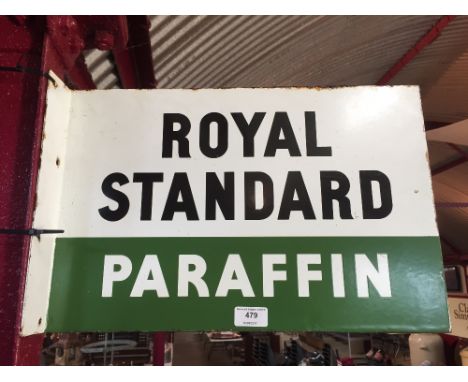 ROYAL
STANDARD
PARAFFIN
479